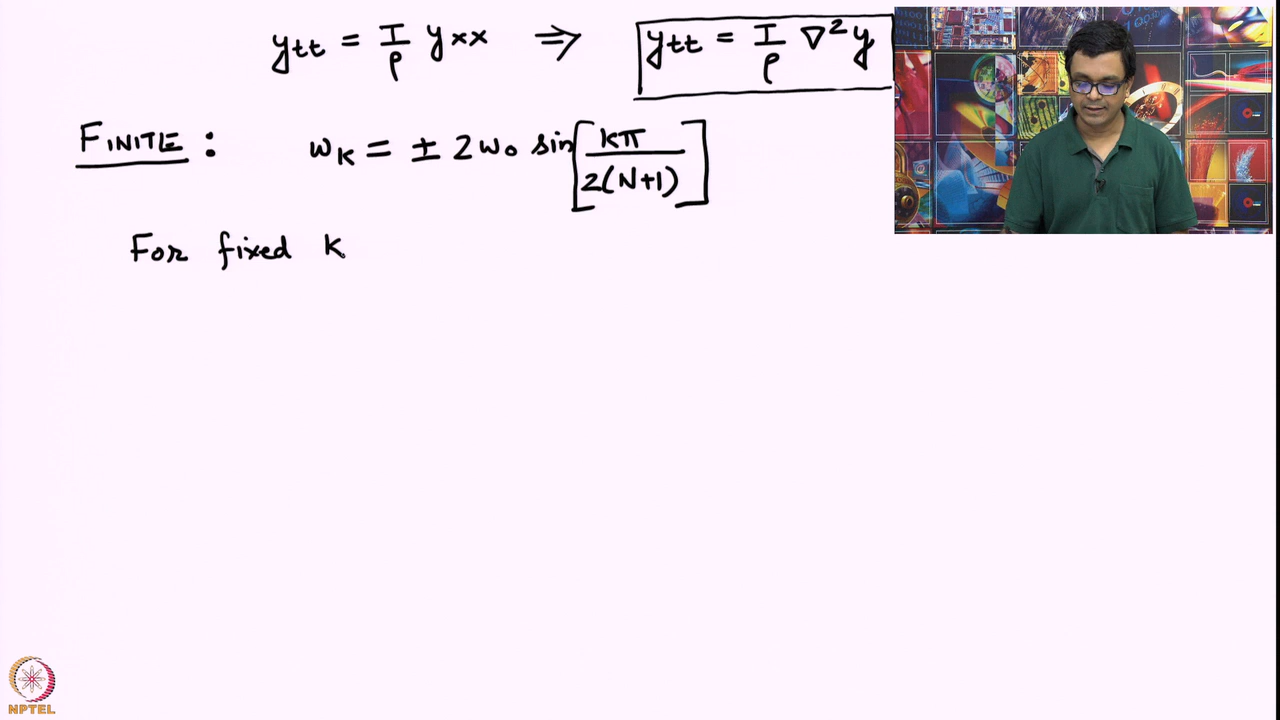 ytt = T/ρ yxx ⇒ ytt = T/ρ ∇²y
FINITE : ωk = ± 2ω₀ sin[kπ / 2(N+1)]
For fixed k
NPTEL